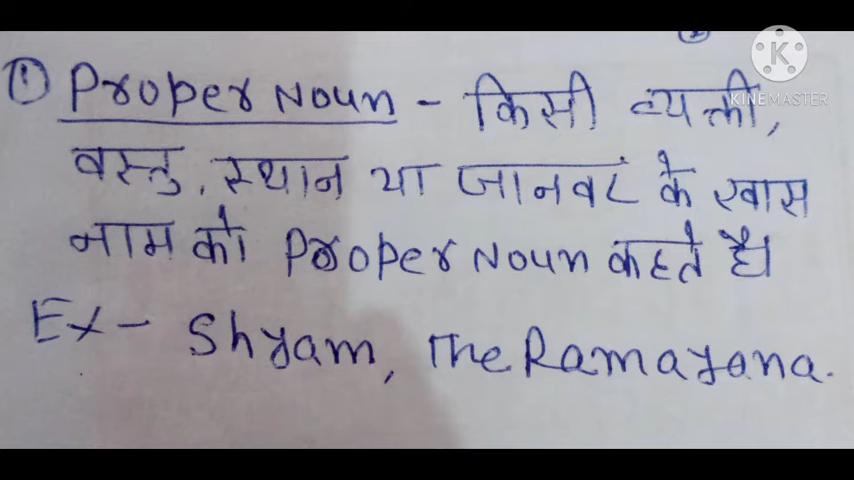 ① Proper Noun - किसी व्यक्ती,
वस्तु, स्थान या जानवर के खास
नाम को Proper Noun कहते है।
Ex- Shyam, The Ramayana.
KINEMASTER